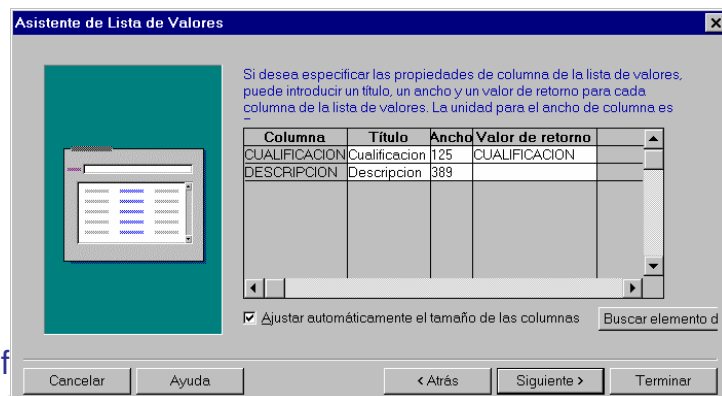 Asistente de Lista de Valores
Si desea especificar las propiedades de columna de la lista de valores,
puede introducir un título, un ancho y un valor de retorno para cada
columna de la lista de valores. La unidad para el ancho de columna es
Columna Título Ancho Valor de retorno
CUALIFICACION Cualificacion 125 CUALIFICACION
DESCRIPCION Descripcion 389
Ajustar automáticamente el tamaño de las columnas Buscar elemento d
f
Cancelar Ayuda < Atrás Siguiente > Terminar